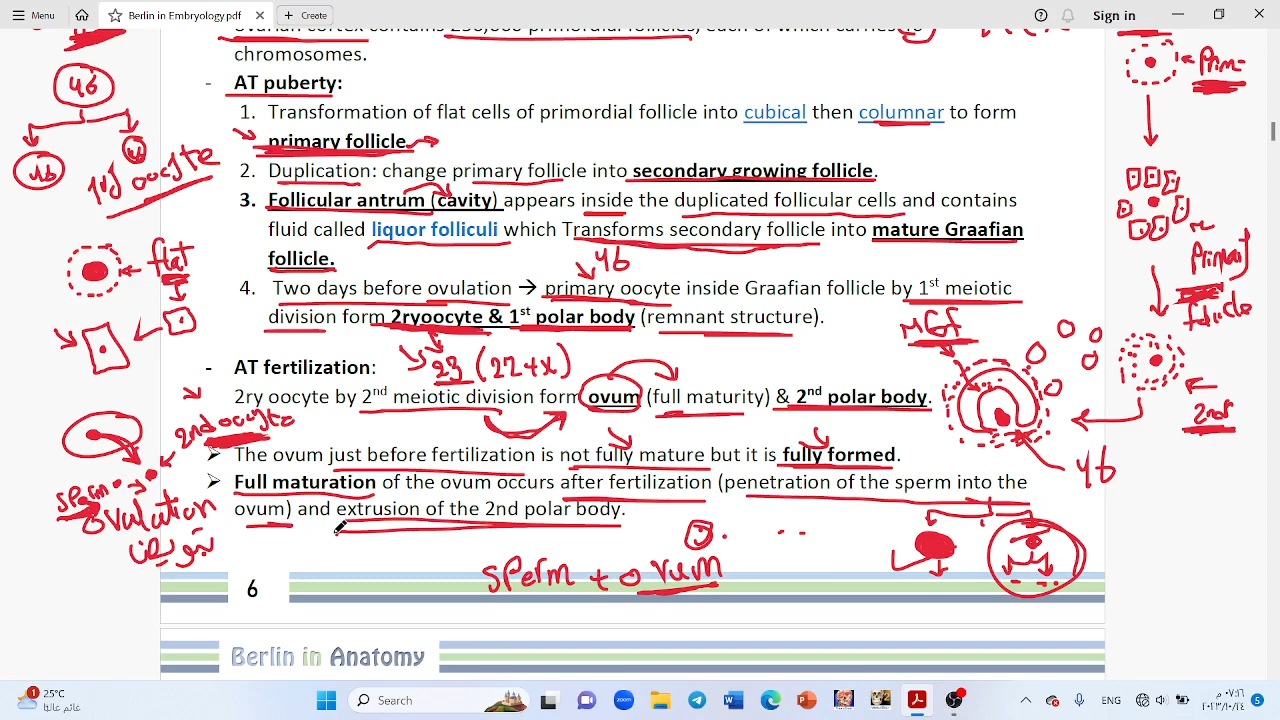 Menu
Berlin in Embryology.pdf
Create
Sign in
chromosomes.
- AT puberty:
1. Transformation of flat cells of primordial follicle into cubical then columnar to form
primary follicle.
2. Duplication: change primary follicle into secondary growing follicle.
3. Follicular antrum (cavity) appears inside the duplicated follicular cells and contains
fluid called liquor folliculi which Transforms secondary follicle into mature Graafian
follicle.
46
4. Two days before ovulation → primary oocyte inside Graafian follicle by 1st meiotic
division form 2ryoocyte & 1st polar body (remnant structure).
- AT fertilization:
23 (22+x)
2ry oocyte by 2nd meiotic division form ovum (full maturity) & 2nd polar body.
➢ The ovum just before fertilization is not fully mature but it is fully formed.
➢ Full maturation of the ovum occurs after fertilization (penetration of the sperm into the
ovum) and extrusion of the 2nd polar body.
sperm + ovum
6
Berlin in Anatomy
46
46
oocyte
flat
2nd oocyte
sperm
ovulation
Prim-
MGF
46
25°C
غائم غالبًا
Search
ENG